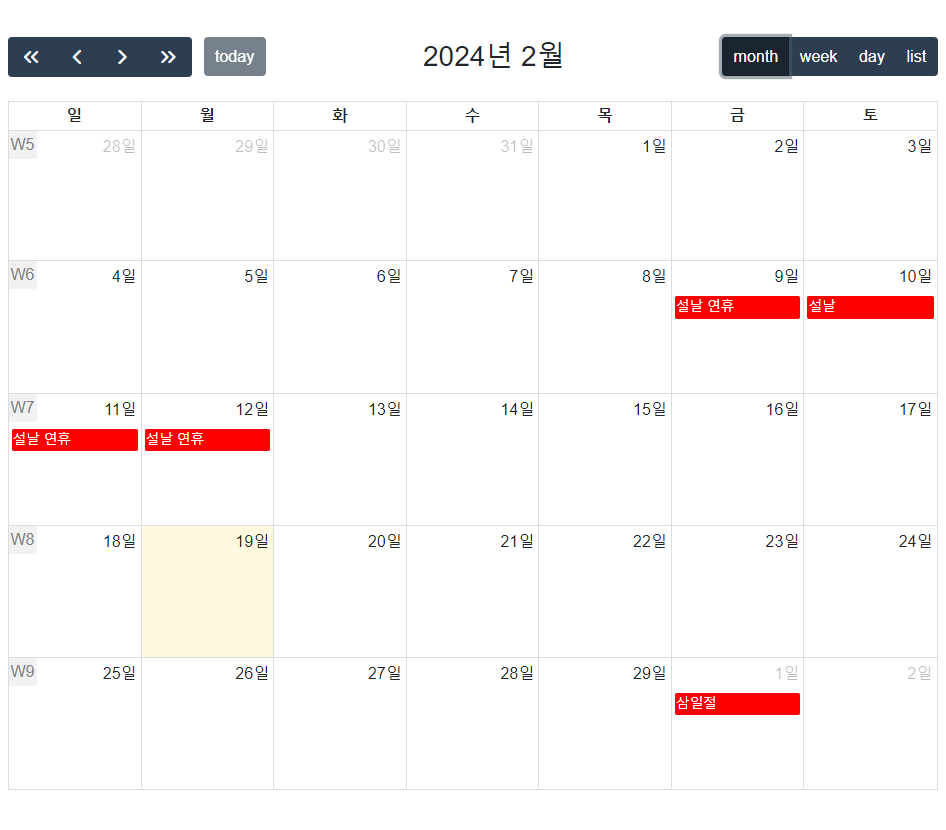 today 2024년 2월 month week day list
일 월 화 수 목 금 토
W5 28일 29일 30일 31일 1일 2일 3일
W6 4일 5일 6일 7일 8일 9일 10일
설날 연휴 설날
W7 11일 12일 13일 14일 15일 16일 17일
설날 연휴 설날 연휴
W8 18일 19일 20일 21일 22일 23일 24일
W9 25일 26일 27일 28일 29일 1일 2일
삼일절